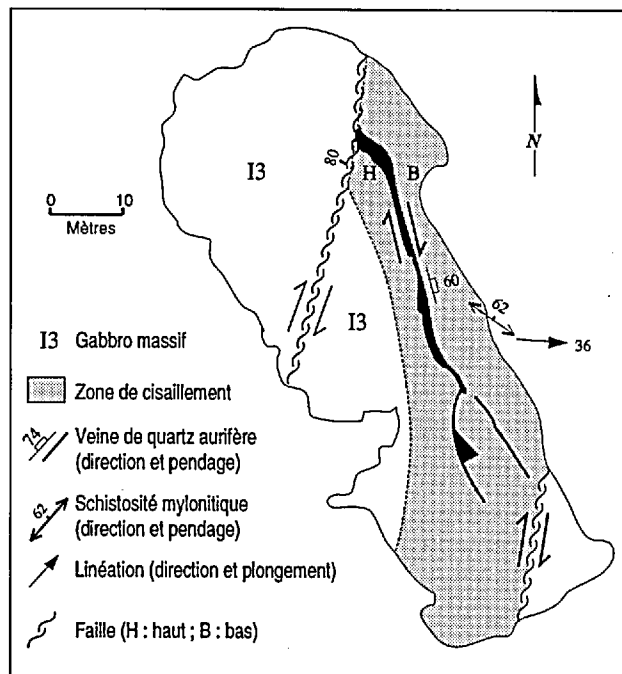 N
80
I3
H B
0 10
Mètres
60
62
36
I3
I3 Gabbro massif
Zone de cisaillement
74 Veine de quartz aurifère
(direction et pendage)
62 Schistosité mylonitique
(direction et pendage)
Linéation (direction et plongement)
Faille (H : haut ; B : bas)